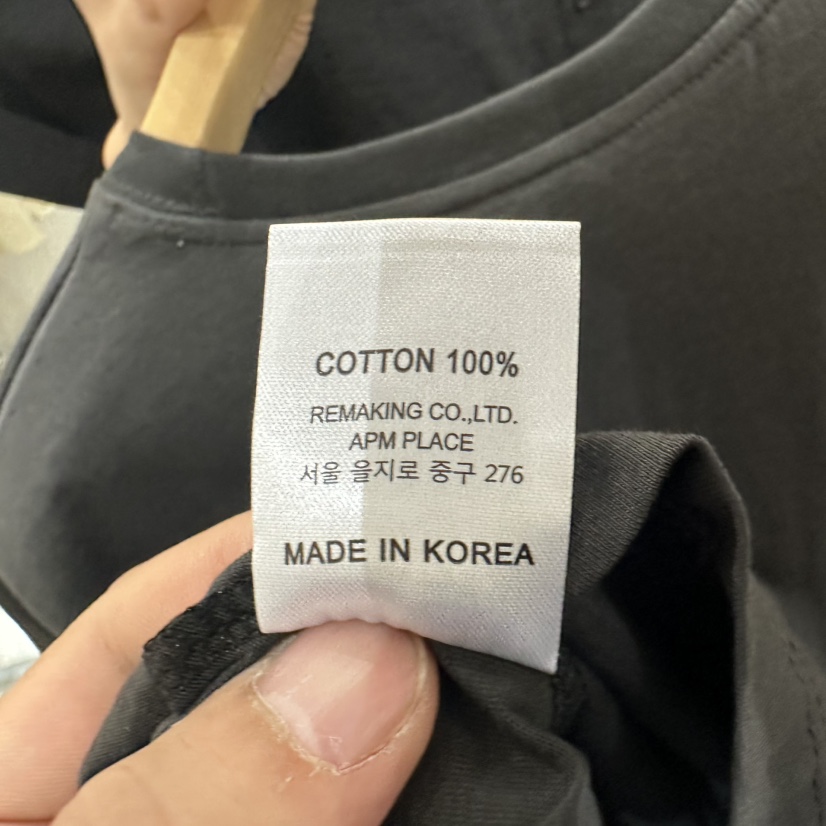 COTTON 100%
REMAKING CO.,LTD.
APM PLACE
서울 을지로 중구 276
MADE IN KOREA